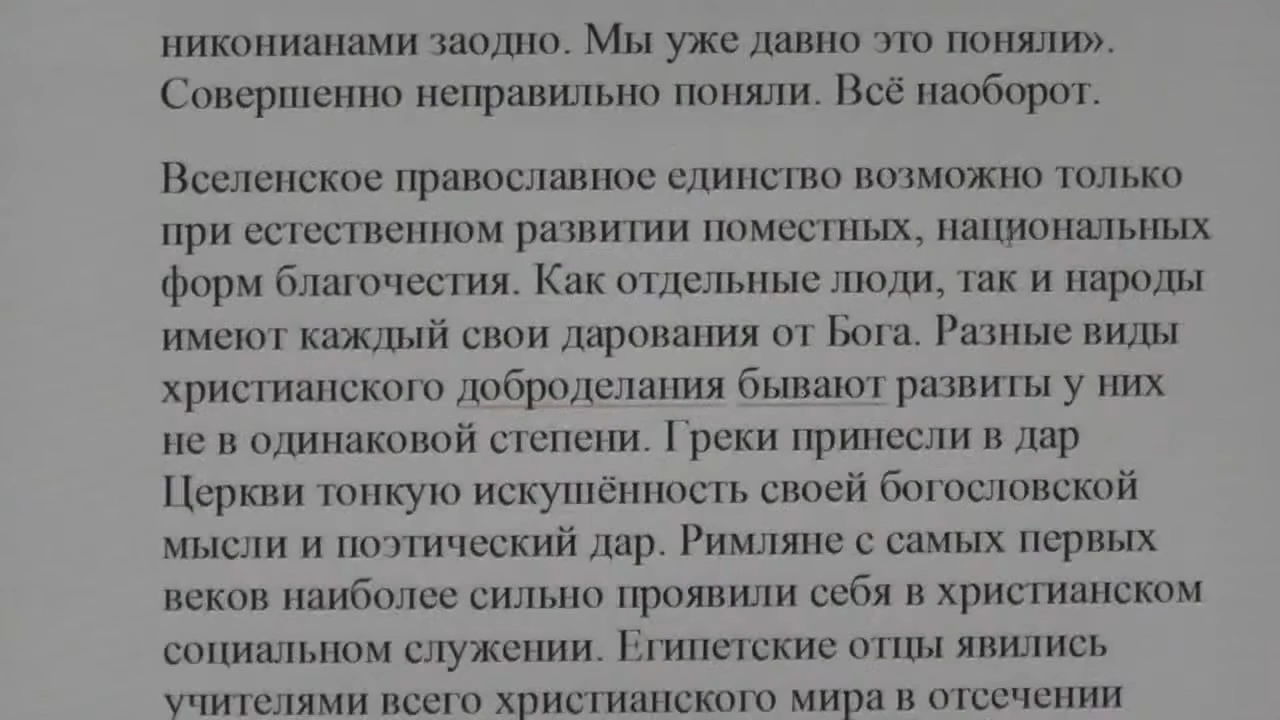 никонианами заодно. Мы уже давно это поняли».
Совершенно неправильно поняли. Всё наоборот.
Вселенское православное единство возможно только
при естественном развитии поместных, национальных
форм благочестия. Как отдельные люди, так и народы
имеют каждый свои дарования от Бога. Разные виды
христианского доброделания бывают развиты у них
не в одинаковой степени. Греки принесли в дар
Церкви тонкую искушённость своей богословской
мысли и поэтический дар. Римляне с самых первых
веков наиболее сильно проявили себя в христианском
социальном служении. Египетские отцы явились
учителями всего христианского мира в отсечении